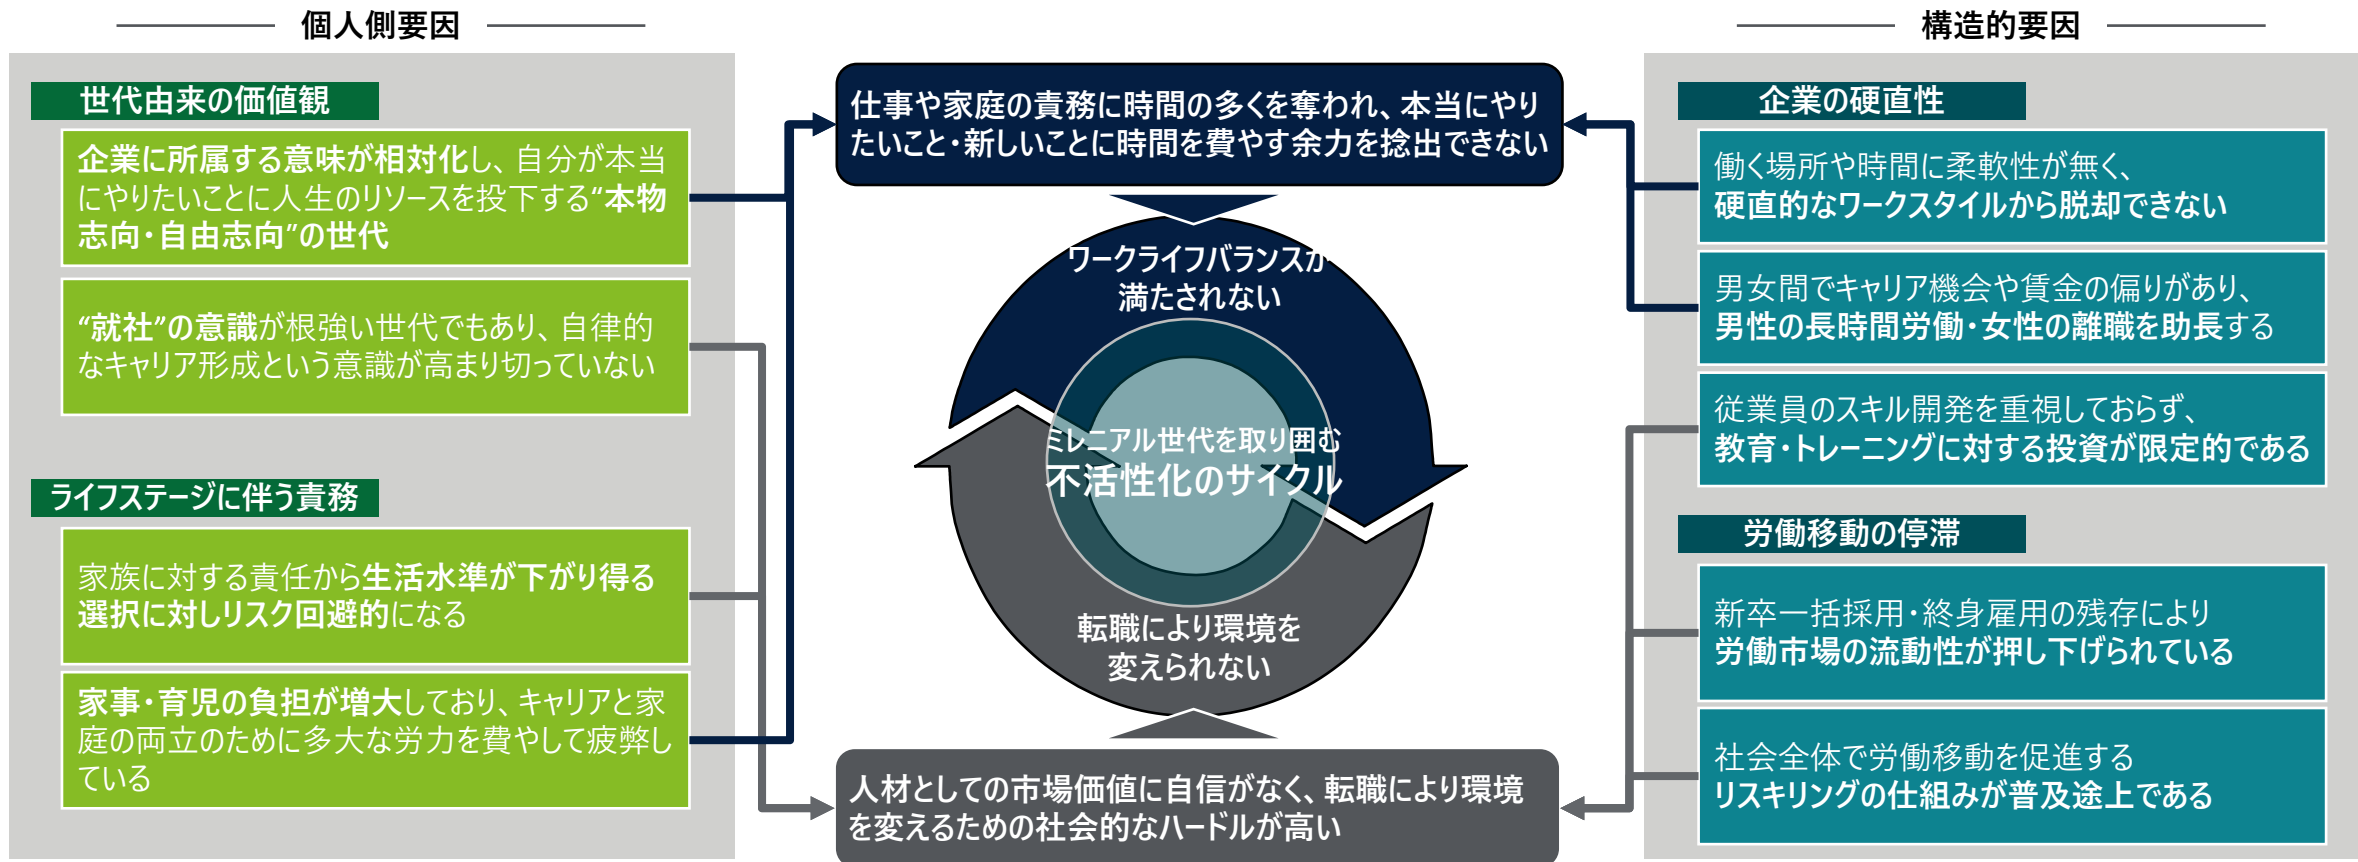 個人側要因
世代由来の価値観
企業に所属する意味が相対化し、自分が本当
にやりたいことに人生のリソースを投下する“本物
志向・自由志向”の世代
“就社”の意識が根強い世代でもあり、自律的
なキャリア形成という意識が高まり切っていない
ライフステージに伴う責務
家族に対する責任から生活水準が下がり得る
選択に対しリスク回避的になる
家事・育児の負担が増大しており、キャリアと家
庭の両立のために多大な労力を費やして疲弊し
ている
仕事や家庭の責務に時間の多くを奪われ、本当にやり
たいこと・新しいことに時間を費やす余力を捻出できない
ワークライフバランスが
満たされない
ミレニアル世代を取り囲む
不活性化のサイクル
転職により環境を
変えられない
人材としての市場価値に自信がなく、転職により環境
を変えるための社会的なハードルが高い
構造的要因
企業の硬直性
働く場所や時間に柔軟性が無く、
硬直的なワークスタイルから脱却できない
男女間でキャリア機会や賃金の偏りがあり、
男性の長時間労働・女性の離職を助長する
従業員のスキル開発を重視しておらず、
教育・トレーニングに対する投資が限定的である
労働移動の停滞
新卒一括採用・終身雇用の残存により
労働市場の流動性が押し下げられている
社会全体で労働移動を促進する
リスキリングの仕組みが普及途上である